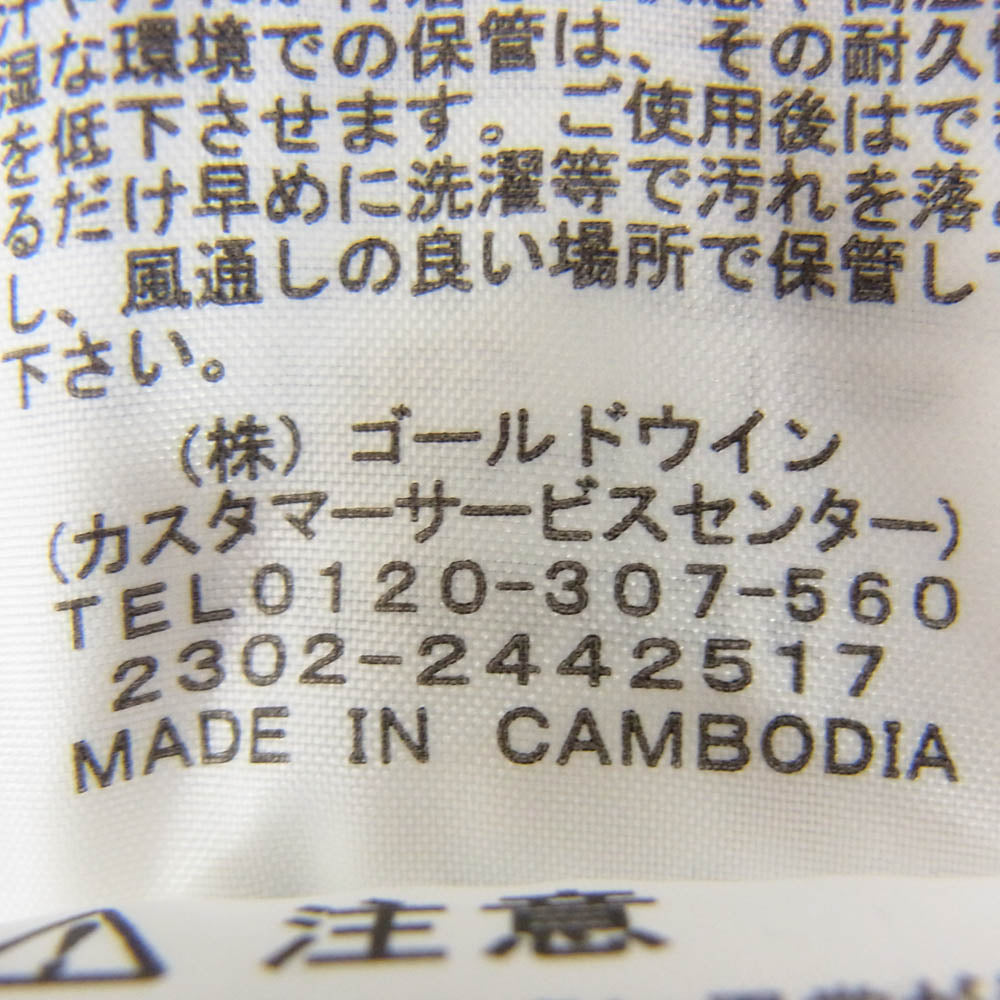 湿な環境での保管は、その耐久
を低下させます。ご使用後はで
るだけ早めに洗濯等で汚れを落
し、風通しの良い場所で保管し
下さい。
(株)ゴールドウイン
(カスタマーサービスセンター)
TEL0120-307-560
2302-2442517
MADE IN CAMBODIA
注意